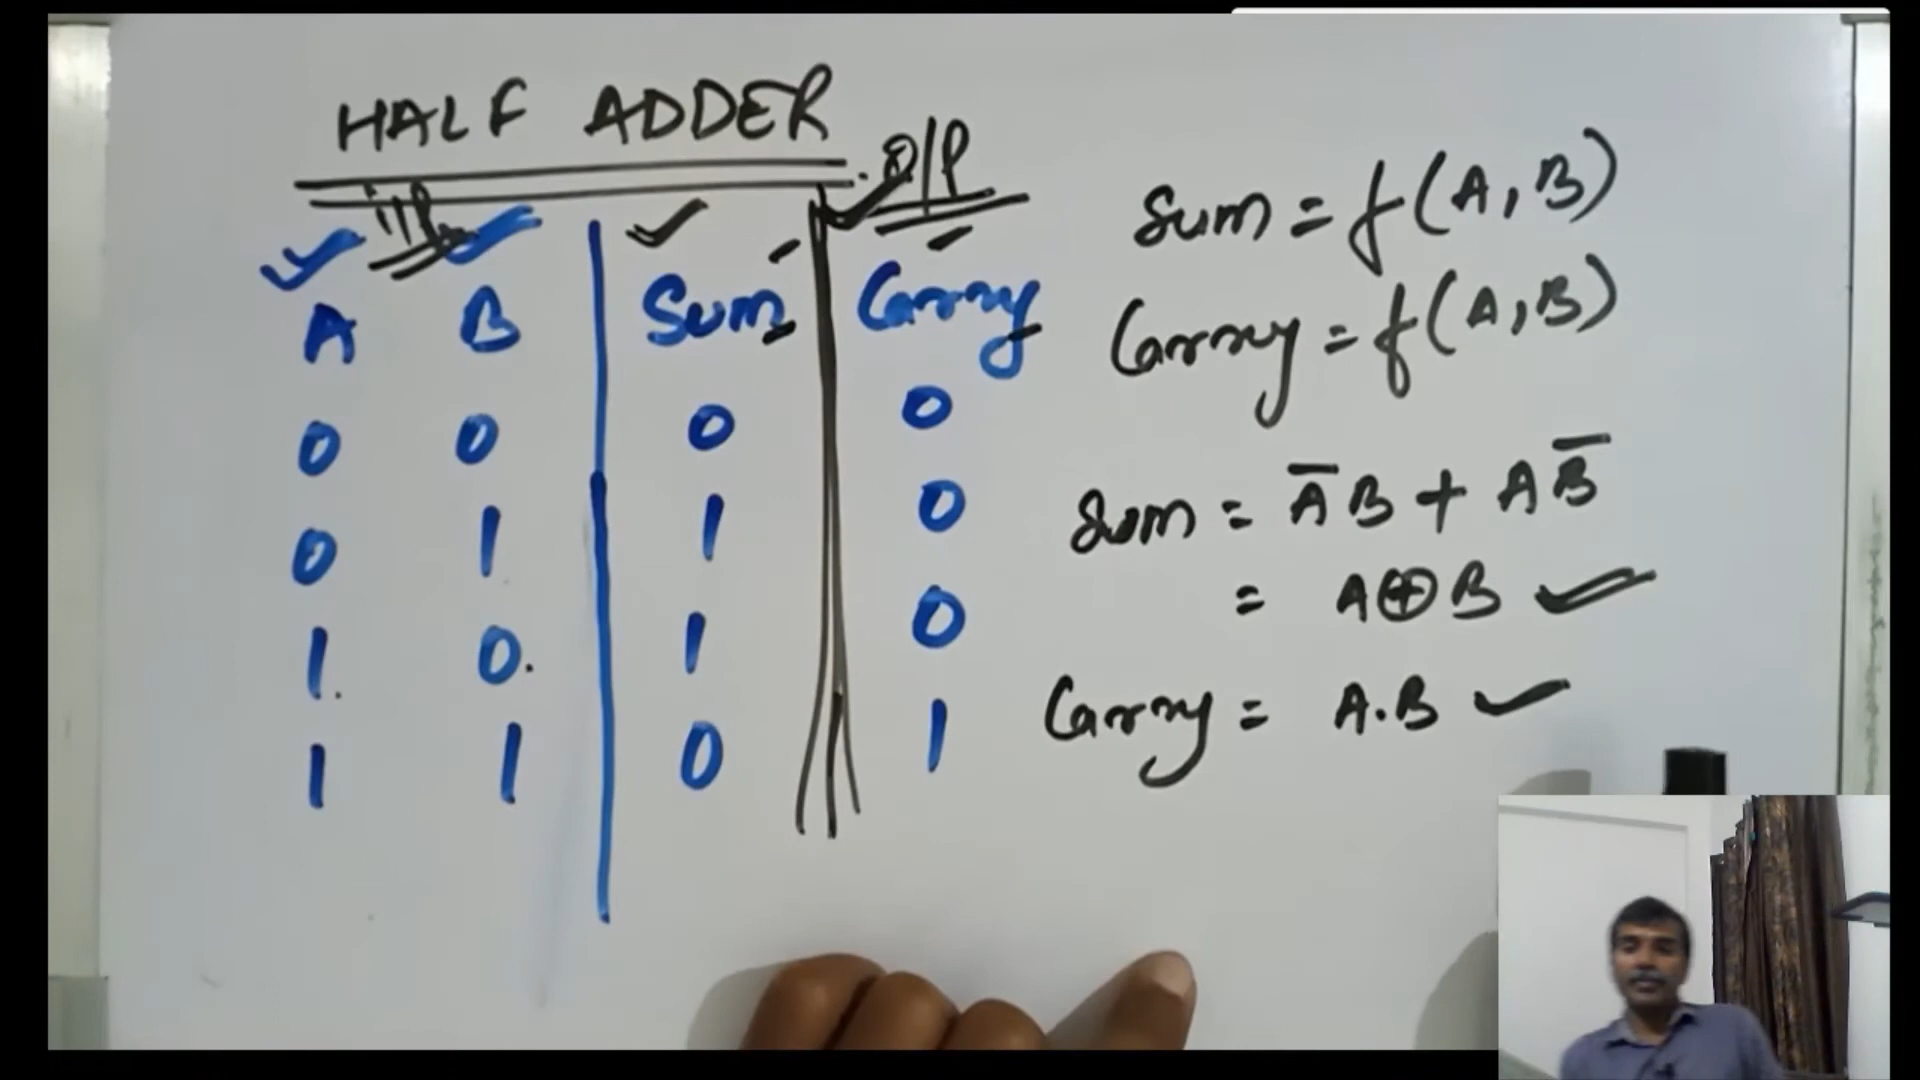 HALF ADDER
i/p O/P
A B Sum Carry
0 0 0 0
0 1 1 0
1 0 1 0
1 1 0 1
Sum = f(A,B)
Carry = f(A,B)
Sum = A̅B + AB̅
= A⊕B
Carry = A.B